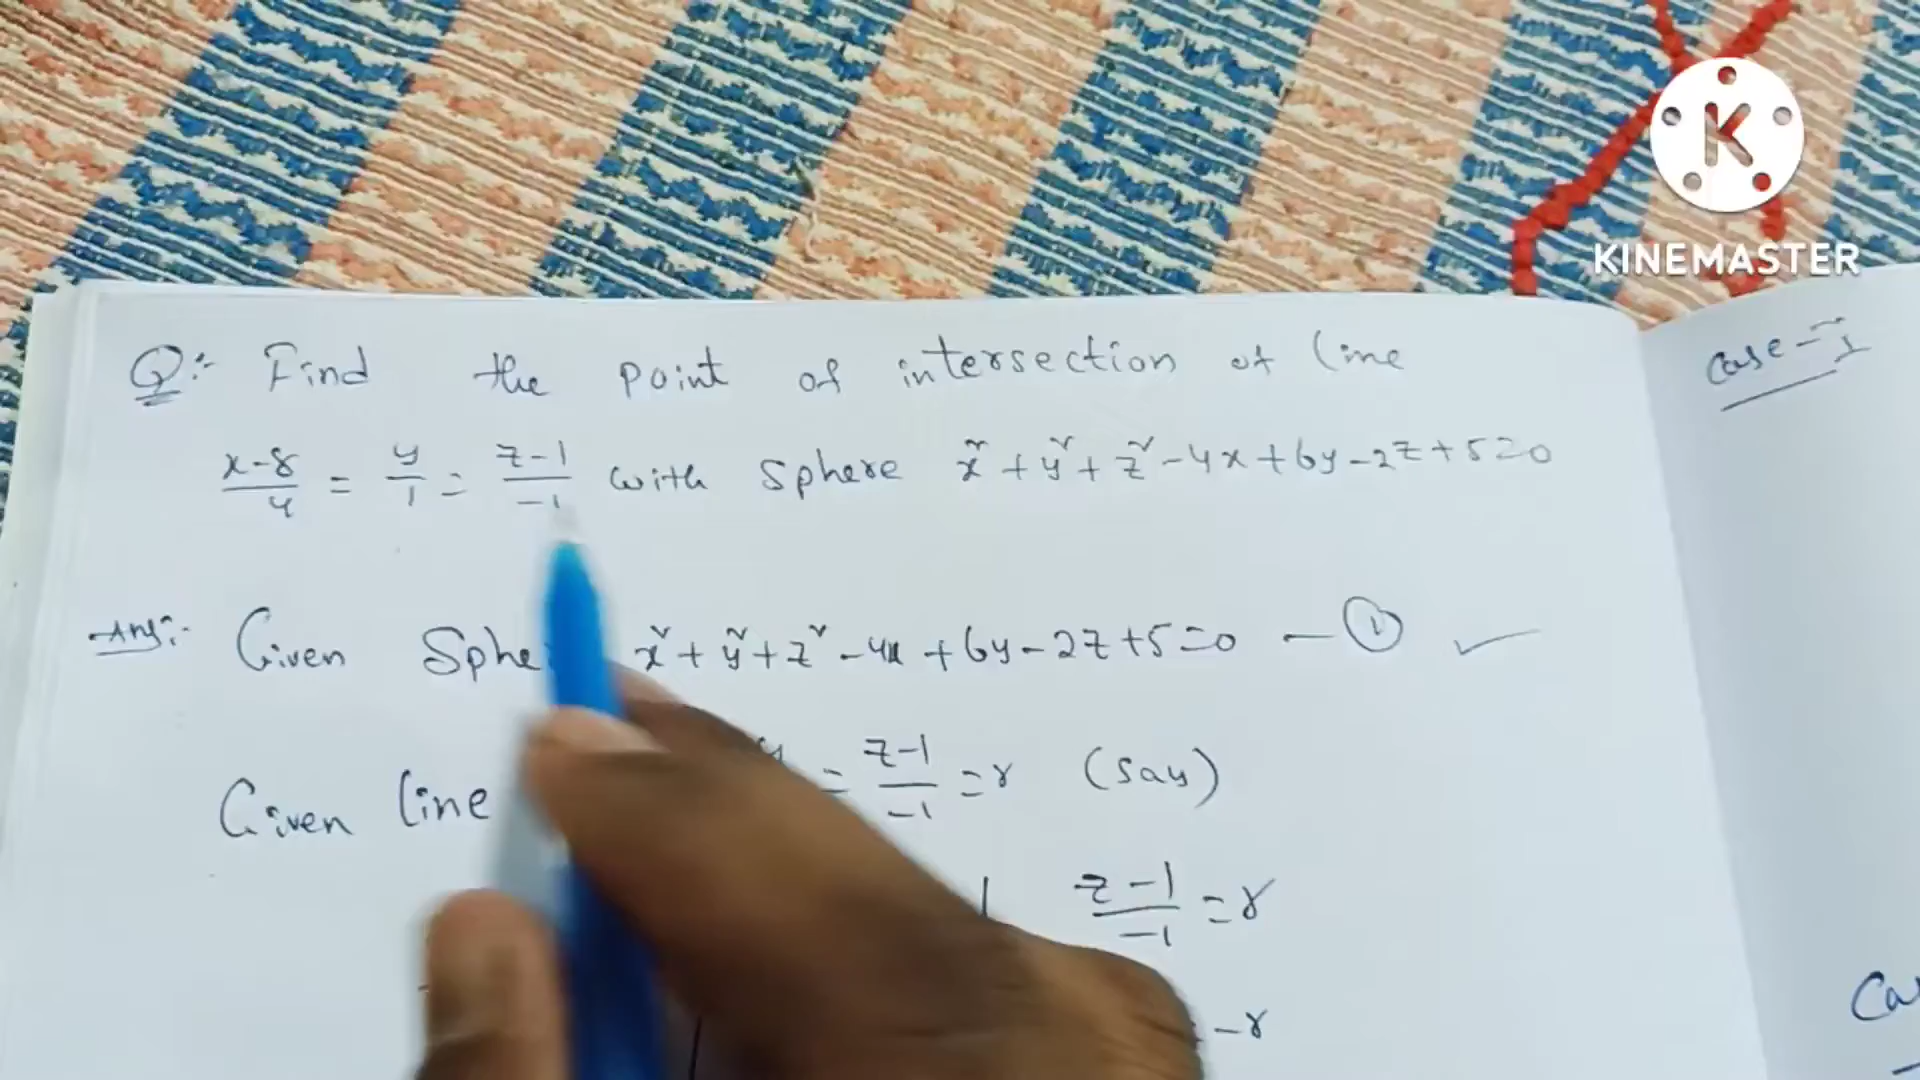 K
KINEMASTER
Q:- Find the point of intersection of line
x-8/4 = y/1 = z-1/-1 with sphere x²+y²+z²-4x+6y-2z+5=0
Ans:- Given Sphe x²+y²+z²-4x+6y-2z+5=0 — ①
Given line y = z-1/-1 = r (say)
z-1/-1 = r
-r
Case-I